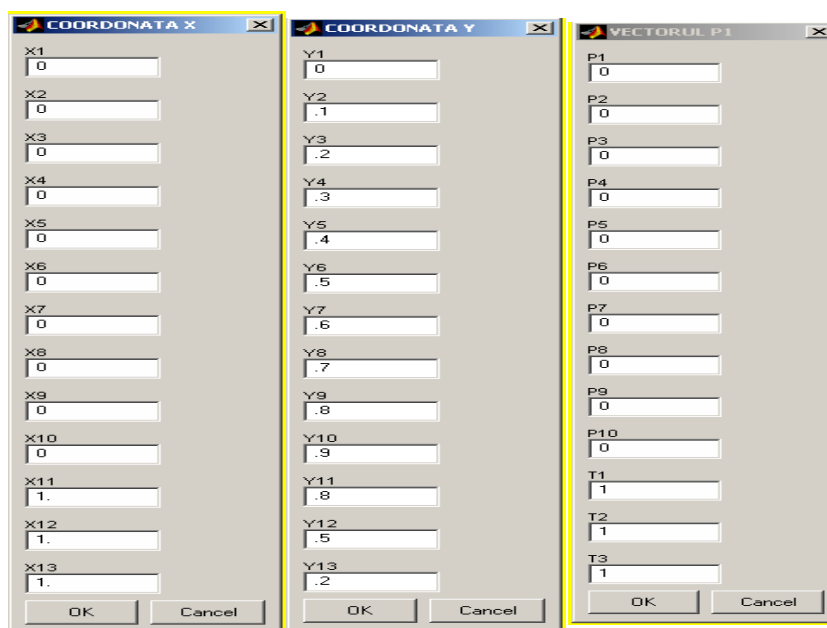 COORDONATA X
X1
0
X2
0
X3
0
X4
0
X5
0
X6
0
X7
0
X8
0
X9
0
X10
0
X11
1.
X12
1.
X13
1.
OK Cancel
COORDONATA Y
Y1
0
Y2
.1
Y3
.2
Y4
.3
Y5
.4
Y6
.5
Y7
.6
Y8
.7
Y9
.8
Y10
.9
Y11
.8
Y12
.5
Y13
.2
OK Cancel
VECTORUL P1
P1
0
P2
0
P3
0
P4
0
P5
0
P6
0
P7
0
P8
0
P9
0
P10
0
T1
1
T2
1
T3
1
OK Cancel